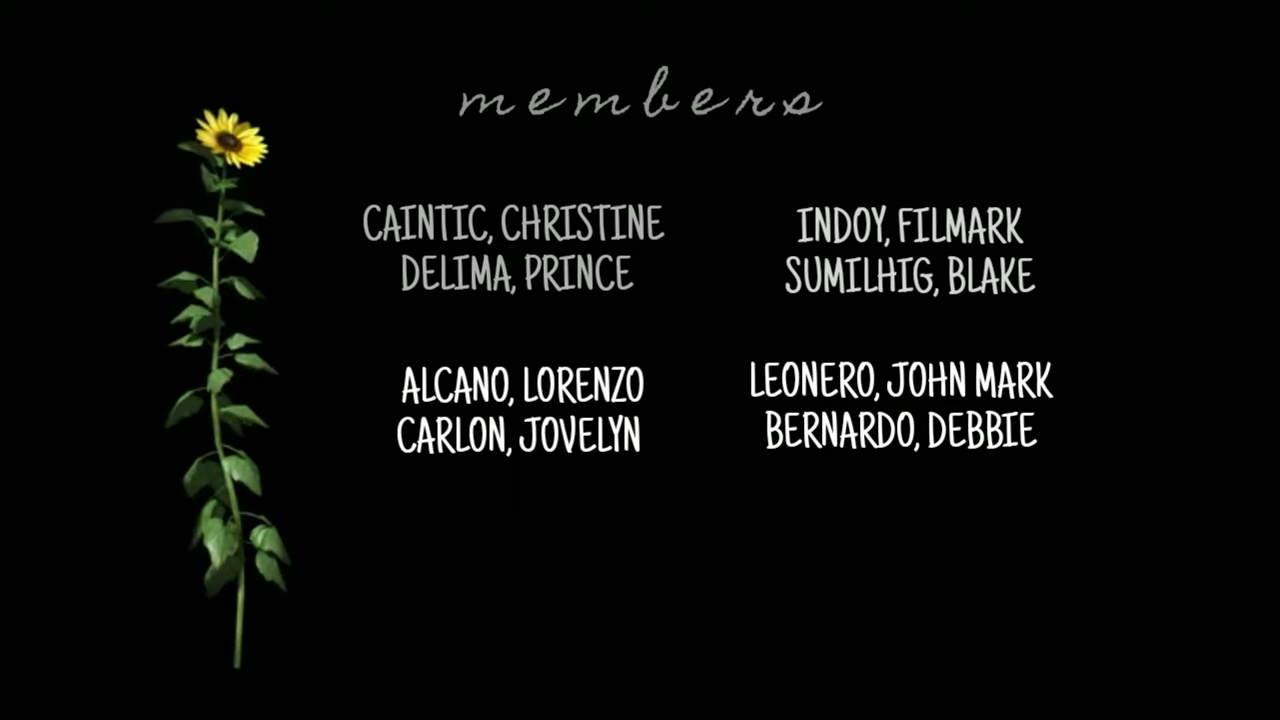 members
CAINTIC, CHRISTINE
DELIMA, PRINCE
INDOY, FILMARK
SUMILHIG, BLAKE
ALCANO, LORENZO
CARLON, JOVELYN
LEONERO, JOHN MARK
BERNARDO, DEBBIE